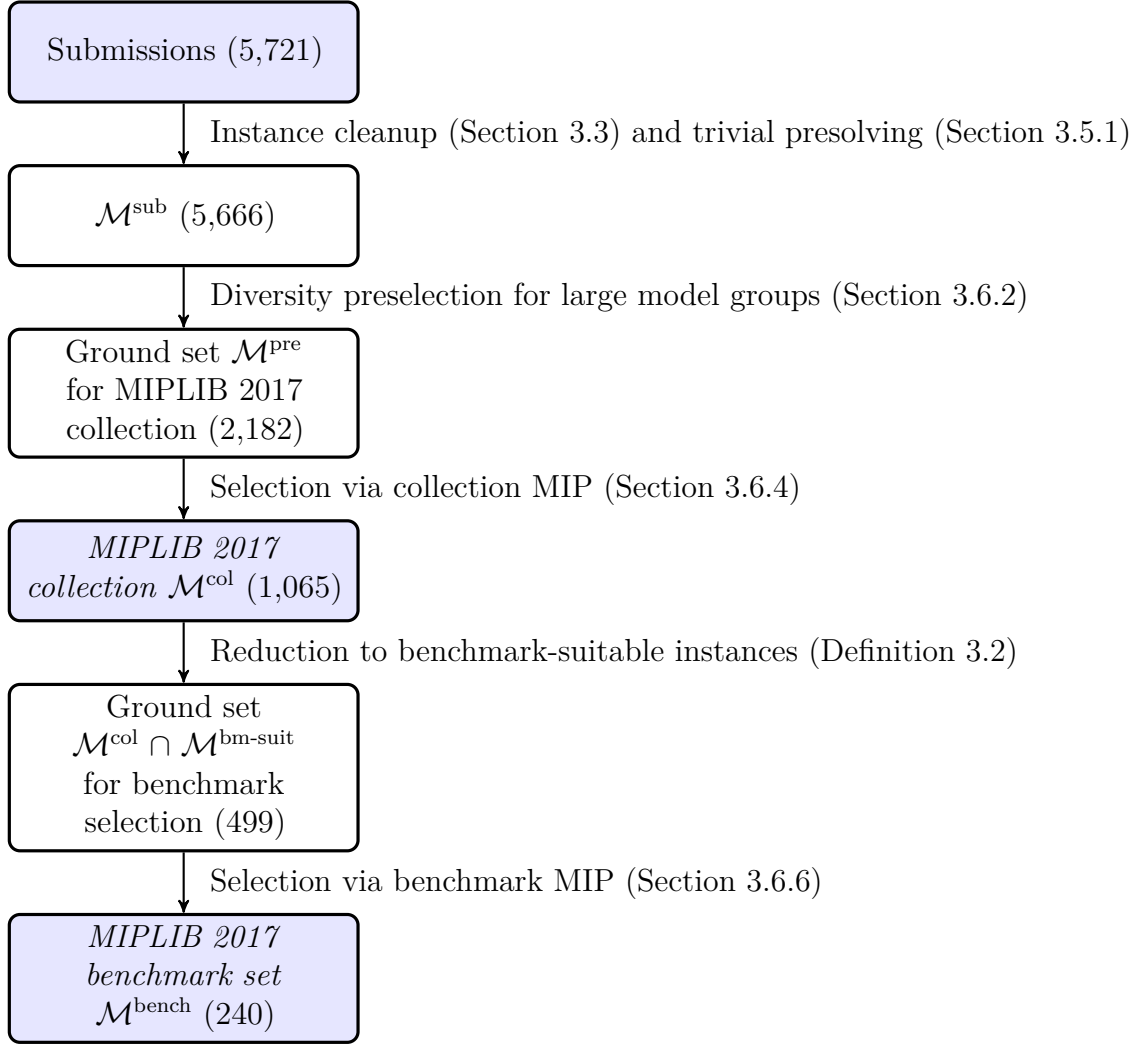 Submissions (5,721)
Instance cleanup (Section 3.3) and trivial presolving (Section 3.5.1)
ℳ^sub (5,666)
Diversity preselection for large model groups (Section 3.6.2)
Ground set ℳ^pre
for MIPLIB 2017
collection (2,182)
Selection via collection MIP (Section 3.6.4)
MIPLIB 2017
collection ℳ^col (1,065)
Reduction to benchmark-suitable instances (Definition 3.2)
Ground set
ℳ^col ∩ ℳ^bm-suit
for benchmark
selection (499)
Selection via benchmark MIP (Section 3.6.6)
MIPLIB 2017
benchmark set
ℳ^bench (240)